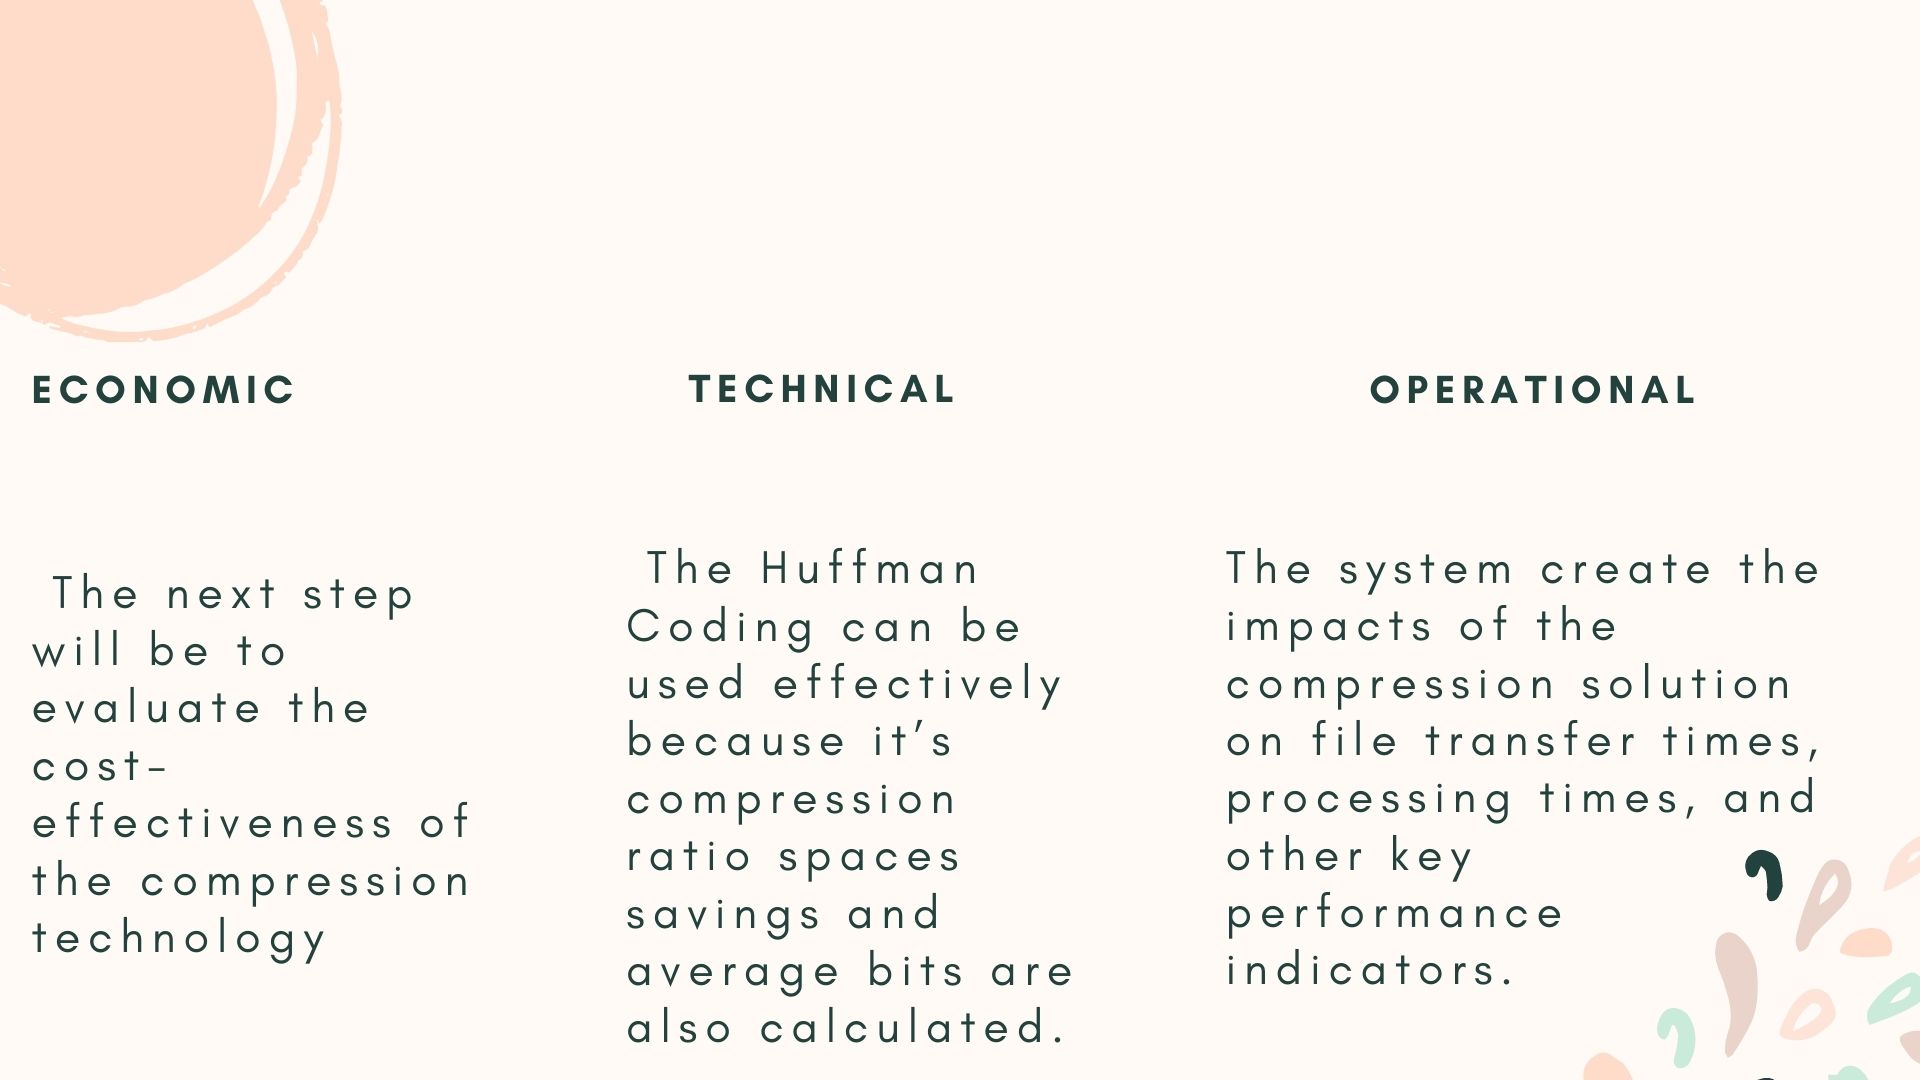 ECONOMIC
The next step
will be to
evaluate the
cost-
effectiveness of
the compression
technology
TECHNICAL
The Huffman
Coding can be
used effectively
because it’s
compression
ratio spaces
savings and
average bits are
also calculated.
OPERATIONAL
The system create the
impacts of the
compression solution
on file transfer times,
processing times, and
other key
performance
indicators.